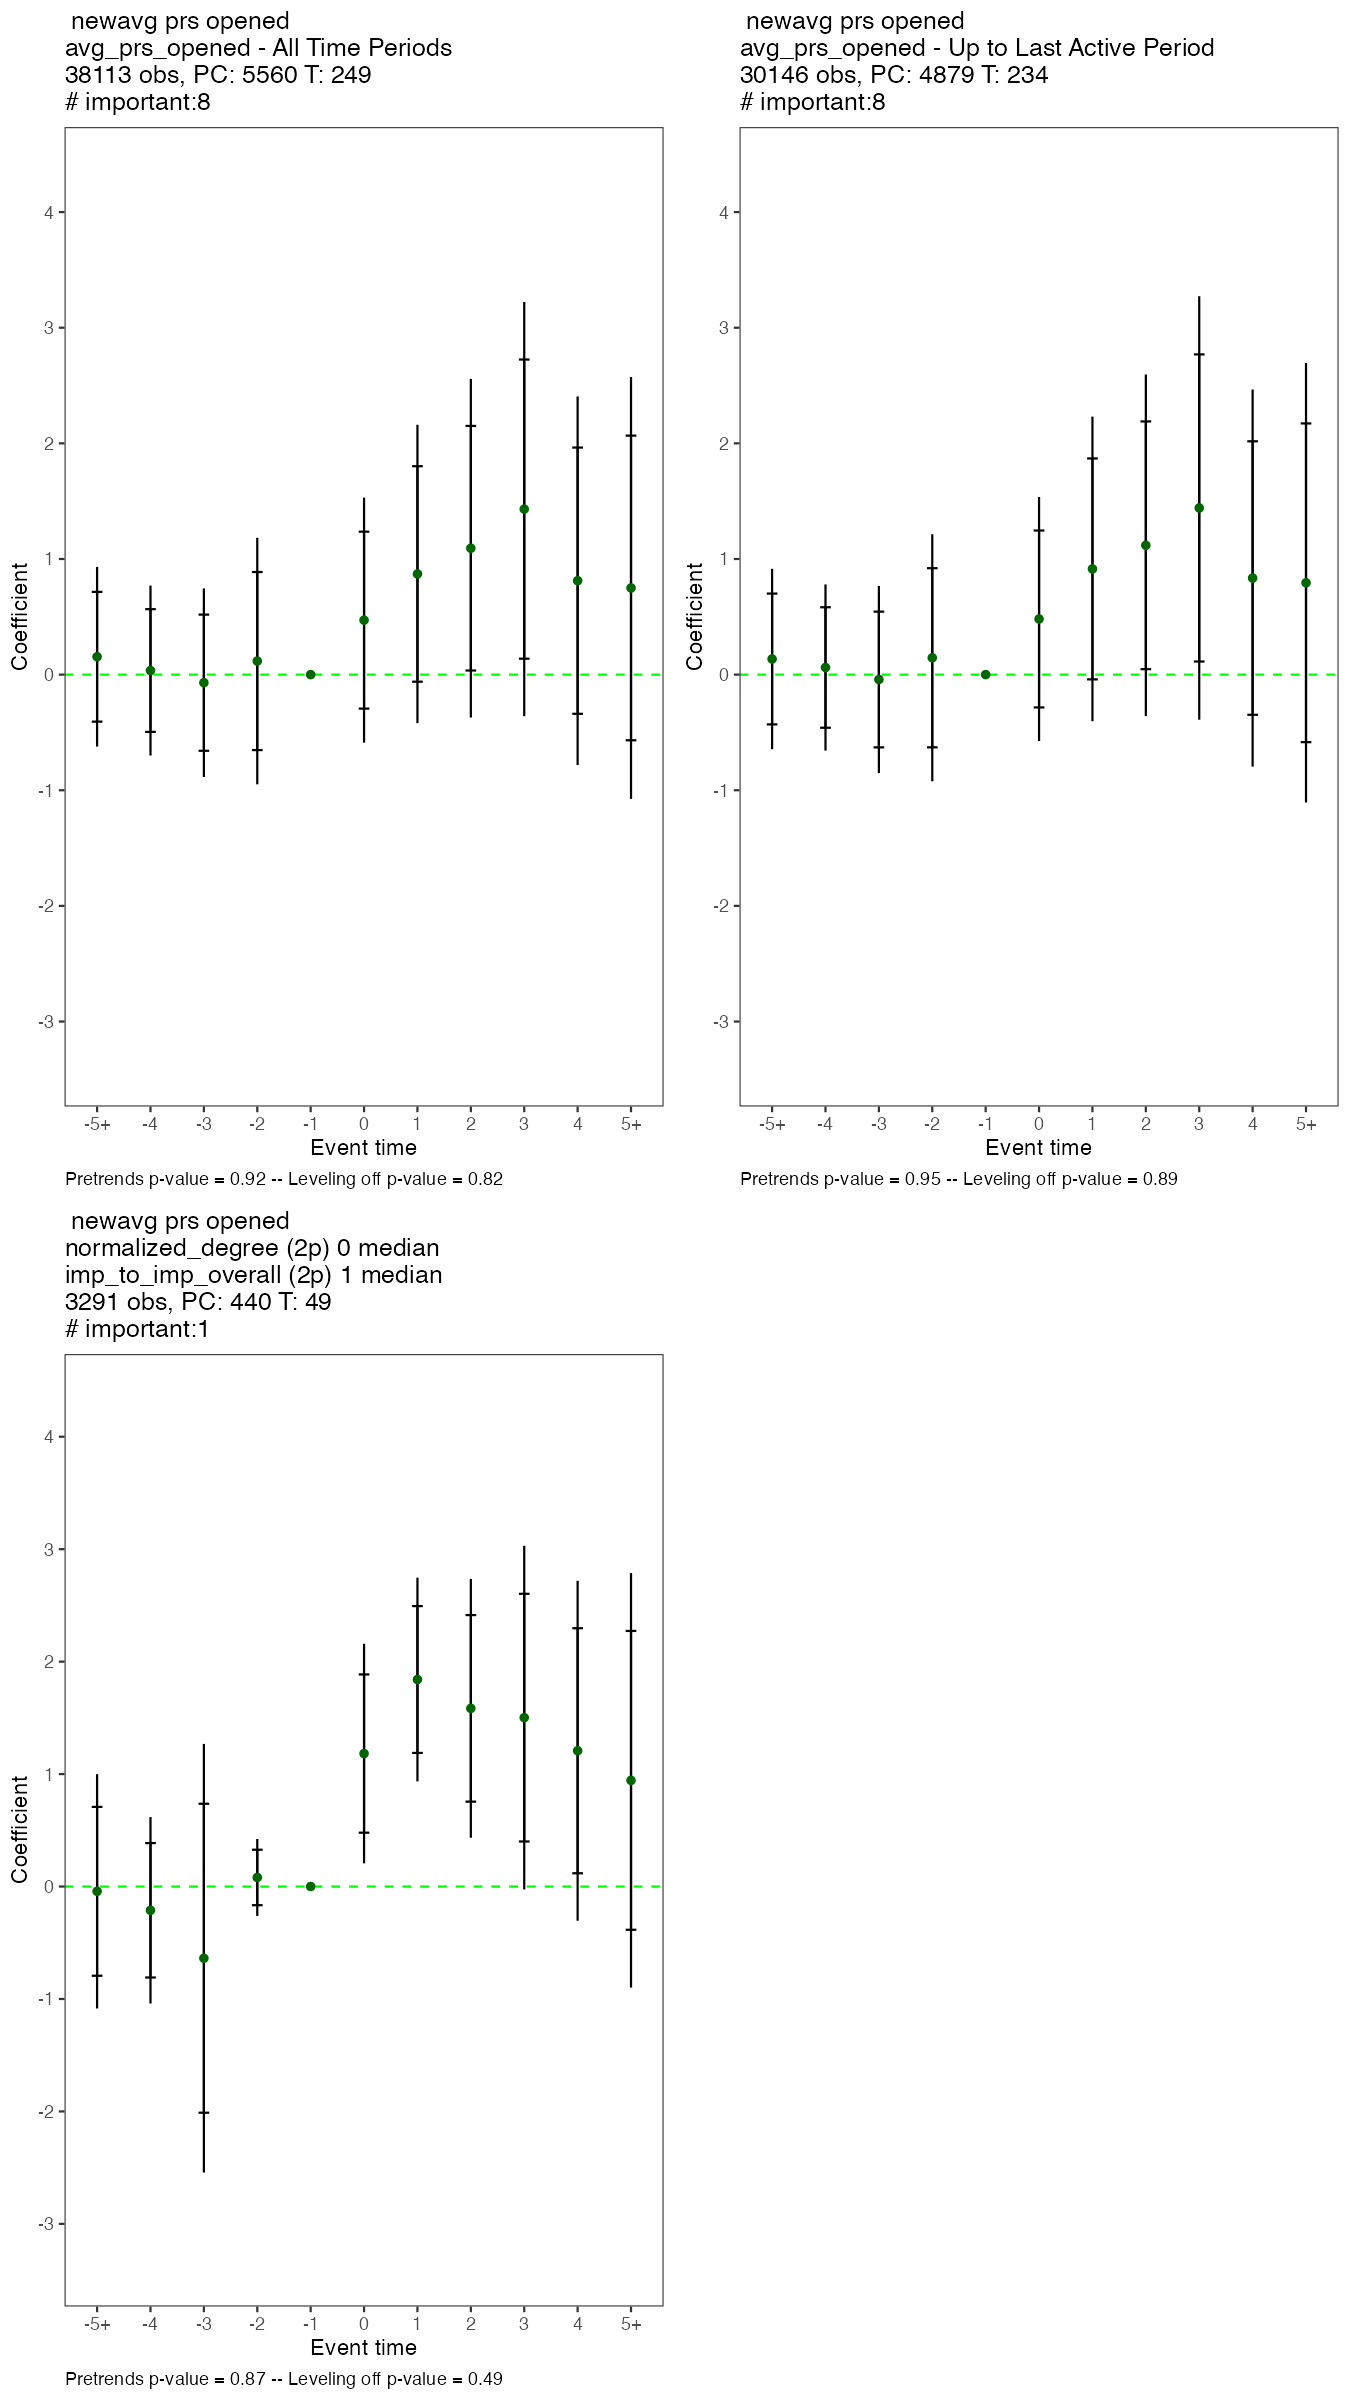 newavg prs opened
avg_prs_opened - All Time Periods
38113 obs, PC: 5560 T: 249
# important:8
4
3
2
1
0
-1
-2
-3
Coefficient
-5+ -4 -3 -2 -1 0 1 2 3 4 5+
Event time
Pretrends p-value = 0.92 -- Leveling off p-value = 0.82
newavg prs opened
avg_prs_opened - Up to Last Active Period
30146 obs, PC: 4879 T: 234
# important:8
4
3
2
1
0
-1
-2
-3
Coefficient
-5+ -4 -3 -2 -1 0 1 2 3 4 5+
Event time
Pretrends p-value = 0.95 -- Leveling off p-value = 0.89
newavg prs opened
normalized_degree (2p) 0 median
imp_to_imp_overall (2p) 1 median
3291 obs, PC: 440 T: 49
# important:1
4
3
2
1
0
-1
-2
-3
Coefficient
-5+ -4 -3 -2 -1 0 1 2 3 4 5+
Event time
Pretrends p-value = 0.87 -- Leveling off p-value = 0.49